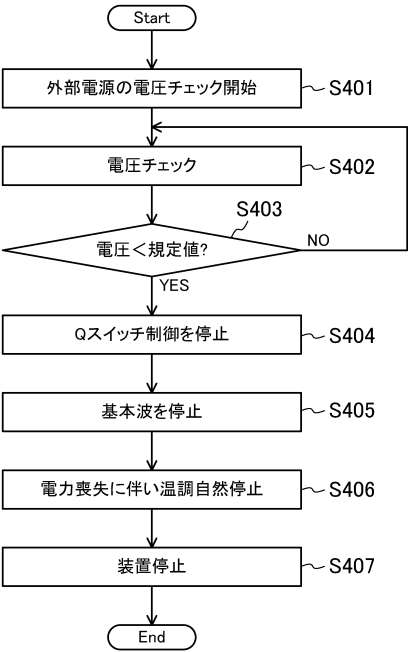 Start
外部電源の電圧チェック開始
S401
電圧チェック
S402
S403
電圧＜規定値?
NO
YES
Qスイッチ制御を停止
S404
基本波を停止
S405
電力喪失に伴い温調自然停止
S406
装置停止
S407
End